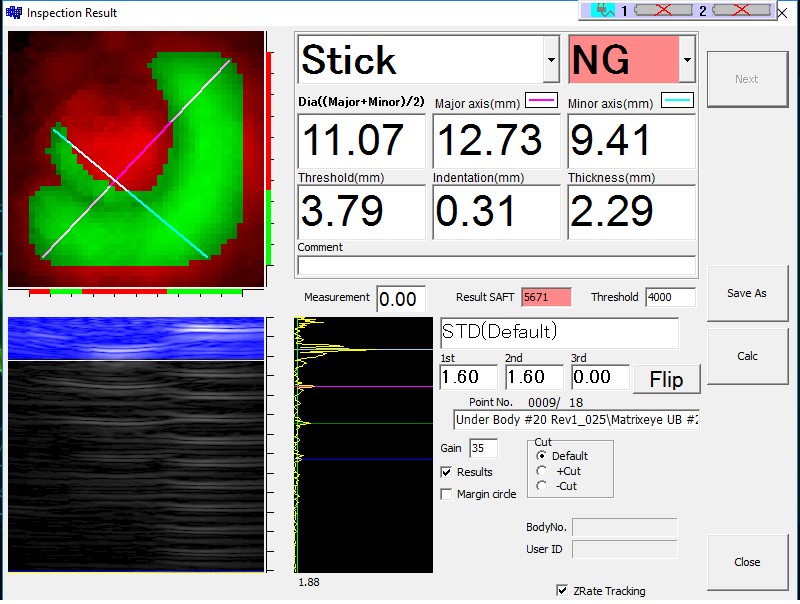 Inspection Result
1 2
Stick NG Next
Dia((Major+Minor)/2) Major axis(mm) Minor axis(mm)
11.07 12.73 9.41
Threshold(mm) Indentation(mm) Thickness(mm)
3.79 0.31 2.29
Comment
Measurement 0.00 Result SAFT 5671 Threshold 4000 Save As
STD(Default)
1st 2nd 3rd Calc
1.60 1.60 0.00 Flip
Point No. 0009/ 18
Under Body #20 Rev1_025\Matrixeye UB #2
Gain 35 Cut
Default
Results +Cut
Margin circle -Cut
BodyNo.
User ID Close
1.88
ZRate Tracking